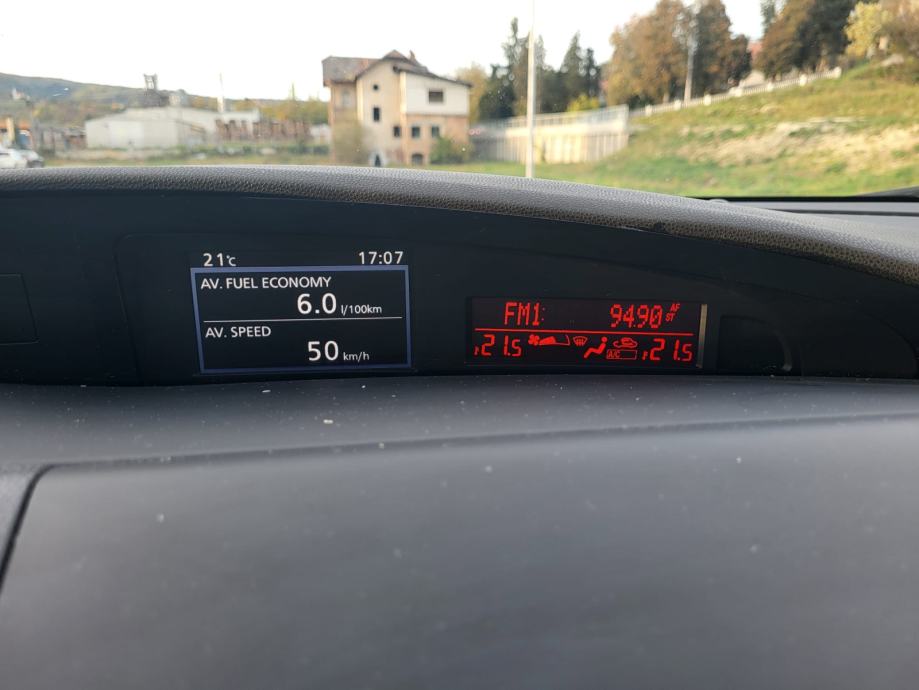 21°C 17:07
AV. FUEL ECONOMY
6.0 l/100km
AV. SPEED
50 km/h
FM1: 94.90 AF ST
21.5 A/C 21.5